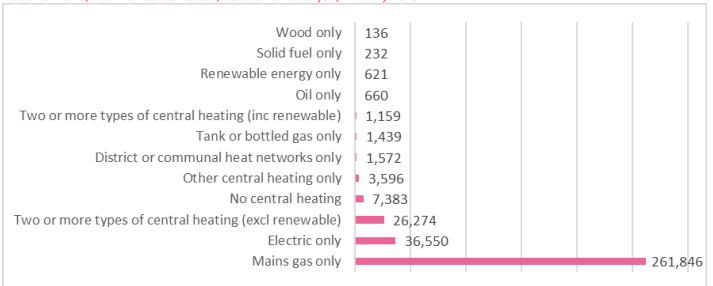 Wood only 136
Solid fuel only 232
Renewable energy only 621
Oil only 660
Two or more types of central heating (inc renewable) 1,159
Tank or bottled gas only 1,439
District or communal heat networks only 1,572
Other central heating only 3,596
No central heating 7,383
Two or more types of central heating (excl renewable) 26,274
Electric only 36,550
Mains gas only 261,846